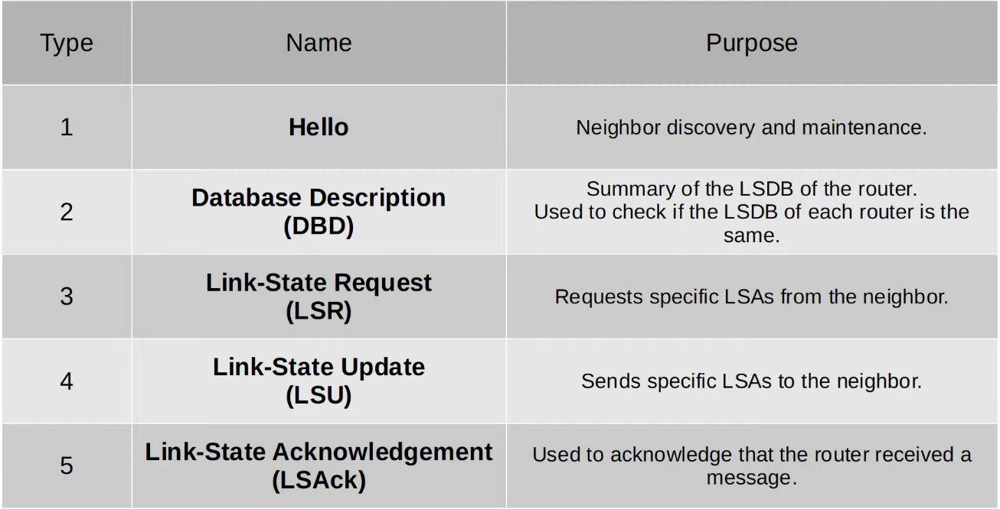 Type Name Purpose
1 Hello Neighbor discovery and maintenance.
2 Database Description
(DBD)
Summary of the LSDB of the router.
Used to check if the LSDB of each router is the
same.
3 Link-State Request
(LSR)
Requests specific LSAs from the neighbor.
4 Link-State Update
(LSU)
Sends specific LSAs to the neighbor.
5 Link-State Acknowledgement
(LSAck)
Used to acknowledge that the router received a
message.